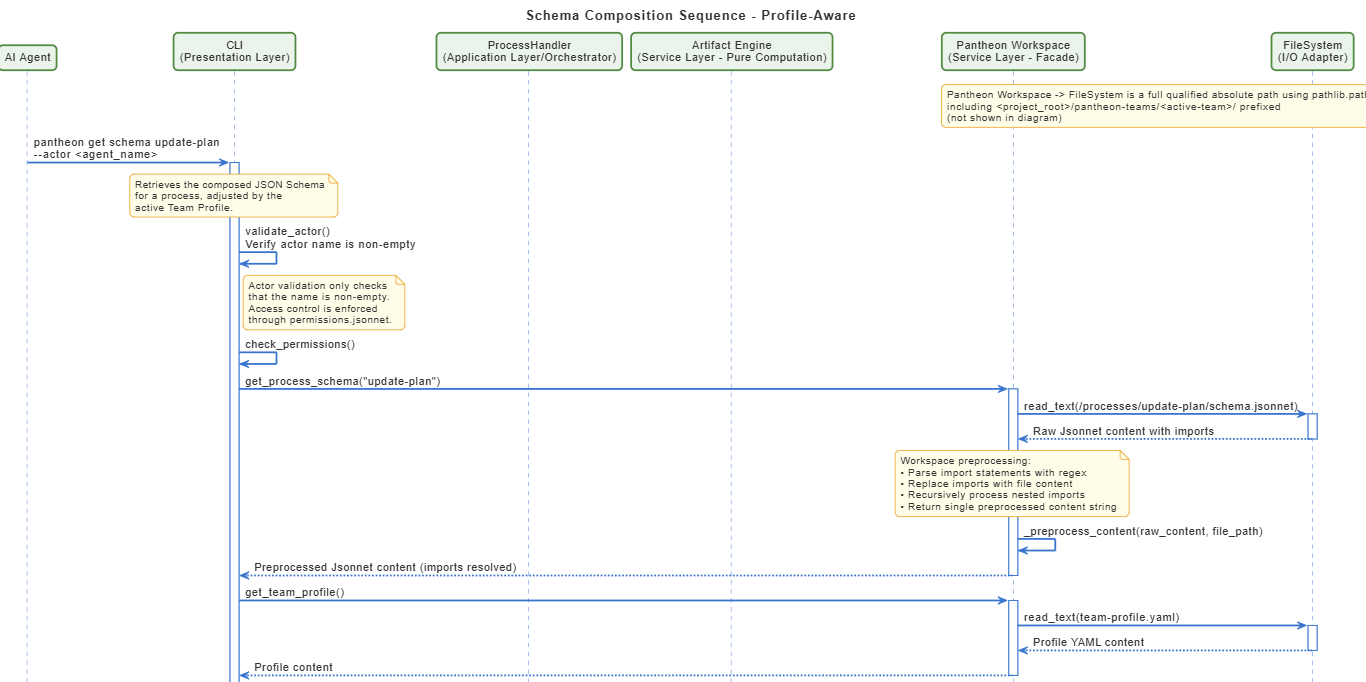 Schema Composition Sequence - Profile-Aware
AI Agent
CLI
(Presentation Layer)
ProcessHandler
(Application Layer/Orchestrator)
Artifact Engine
(Service Layer - Pure Computation)
Pantheon Workspace
(Service Layer - Facade)
FileSystem
(I/O Adapter)
Pantheon Workspace -> FileSystem is a full qualified absolute path using pathlib.path
including <project_root>/pantheon-teams/<active-team>/ prefixed
(not shown in diagram)
pantheon get schema update-plan
--actor <agent_name>
Retrieves the composed JSON Schema
for a process, adjusted by the
active Team Profile.
validate_actor()
Verify actor name is non-empty
Actor validation only checks
that the name is non-empty.
Access control is enforced
through permissions.jsonnet.
check_permissions()
get_process_schema("update-plan")
read_text(/processes/update-plan/schema.jsonnet)
Raw Jsonnet content with imports
Workspace preprocessing:
• Parse import statements with regex
• Replace imports with file content
• Recursively process nested imports
• Return single preprocessed content string
_preprocess_content(raw_content, file_path)
Preprocessed Jsonnet content (imports resolved)
get_team_profile()
read_text(team-profile.yaml)
Profile YAML content
Profile content